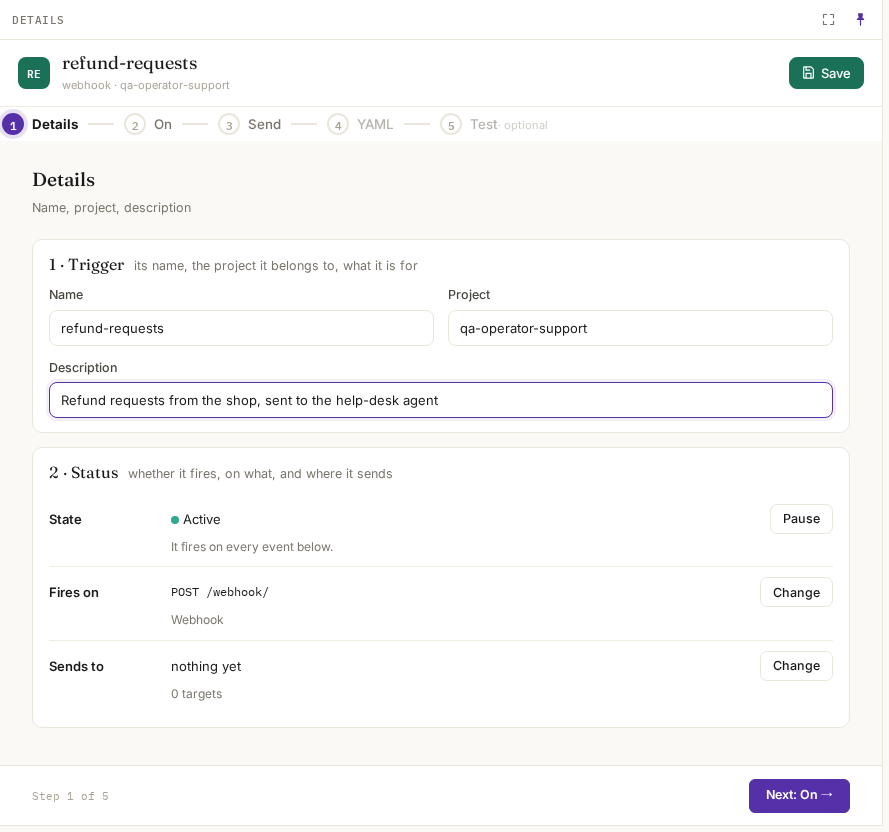 DETAILS
RE
refund-requests
webhook · qa-operator-support
Save
1 Details
2 On
3 Send
4 YAML
5 Test · optional
Details
Name, project, description
1 · Trigger its name, the project it belongs to, what it is for
Name Project
refund-requests qa-operator-support
Description
Refund requests from the shop, sent to the help-desk agent
2 · Status whether it fires, on what, and where it sends
State Active Pause
It fires on every event below.
Fires on POST /webhook/ Change
Webhook
Sends to nothing yet Change
0 targets
Step 1 of 5 Next: On →